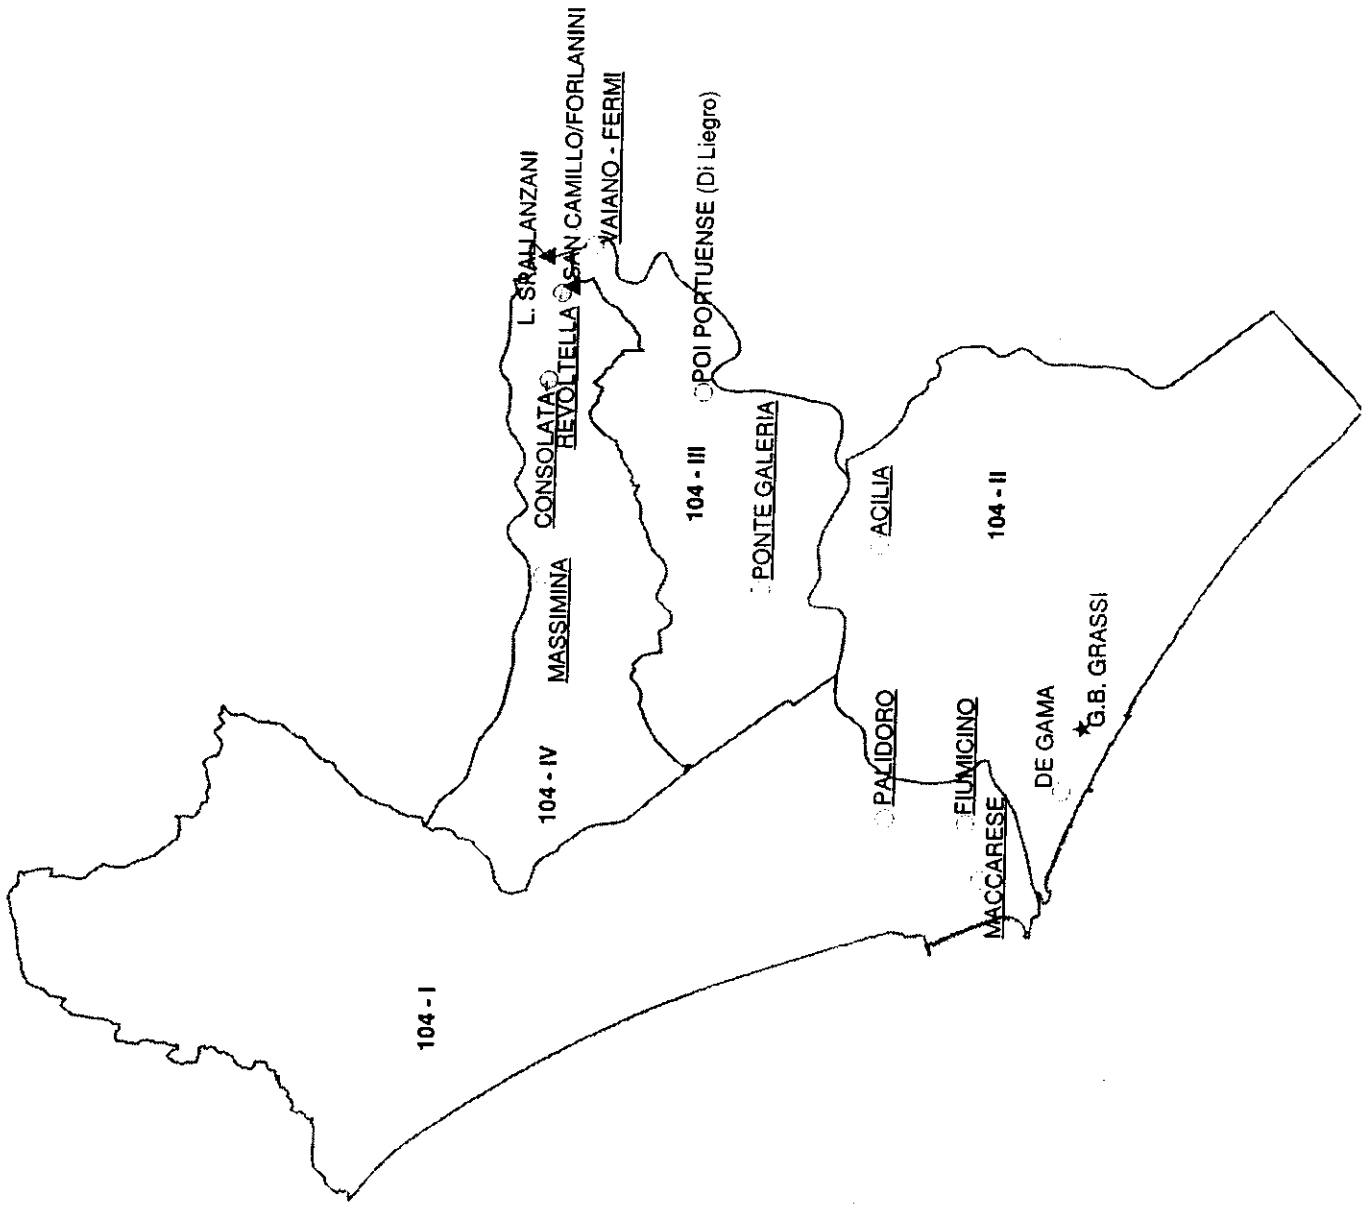 L. SPALLANZANI
SAN CAMILLO/FORLANINI
VAIANO - FERMI
CONSOLATA
REVOLTELLA
POI PORTUENSE (Di Liegro)
MASSIMINA
104 - III
PONTE GALERIA
104 - IV
ACILIA
104 - II
PALIDORO
FIUMICINO
MACCARESE
DE GAMA
G.B. GRASSI
104 - I